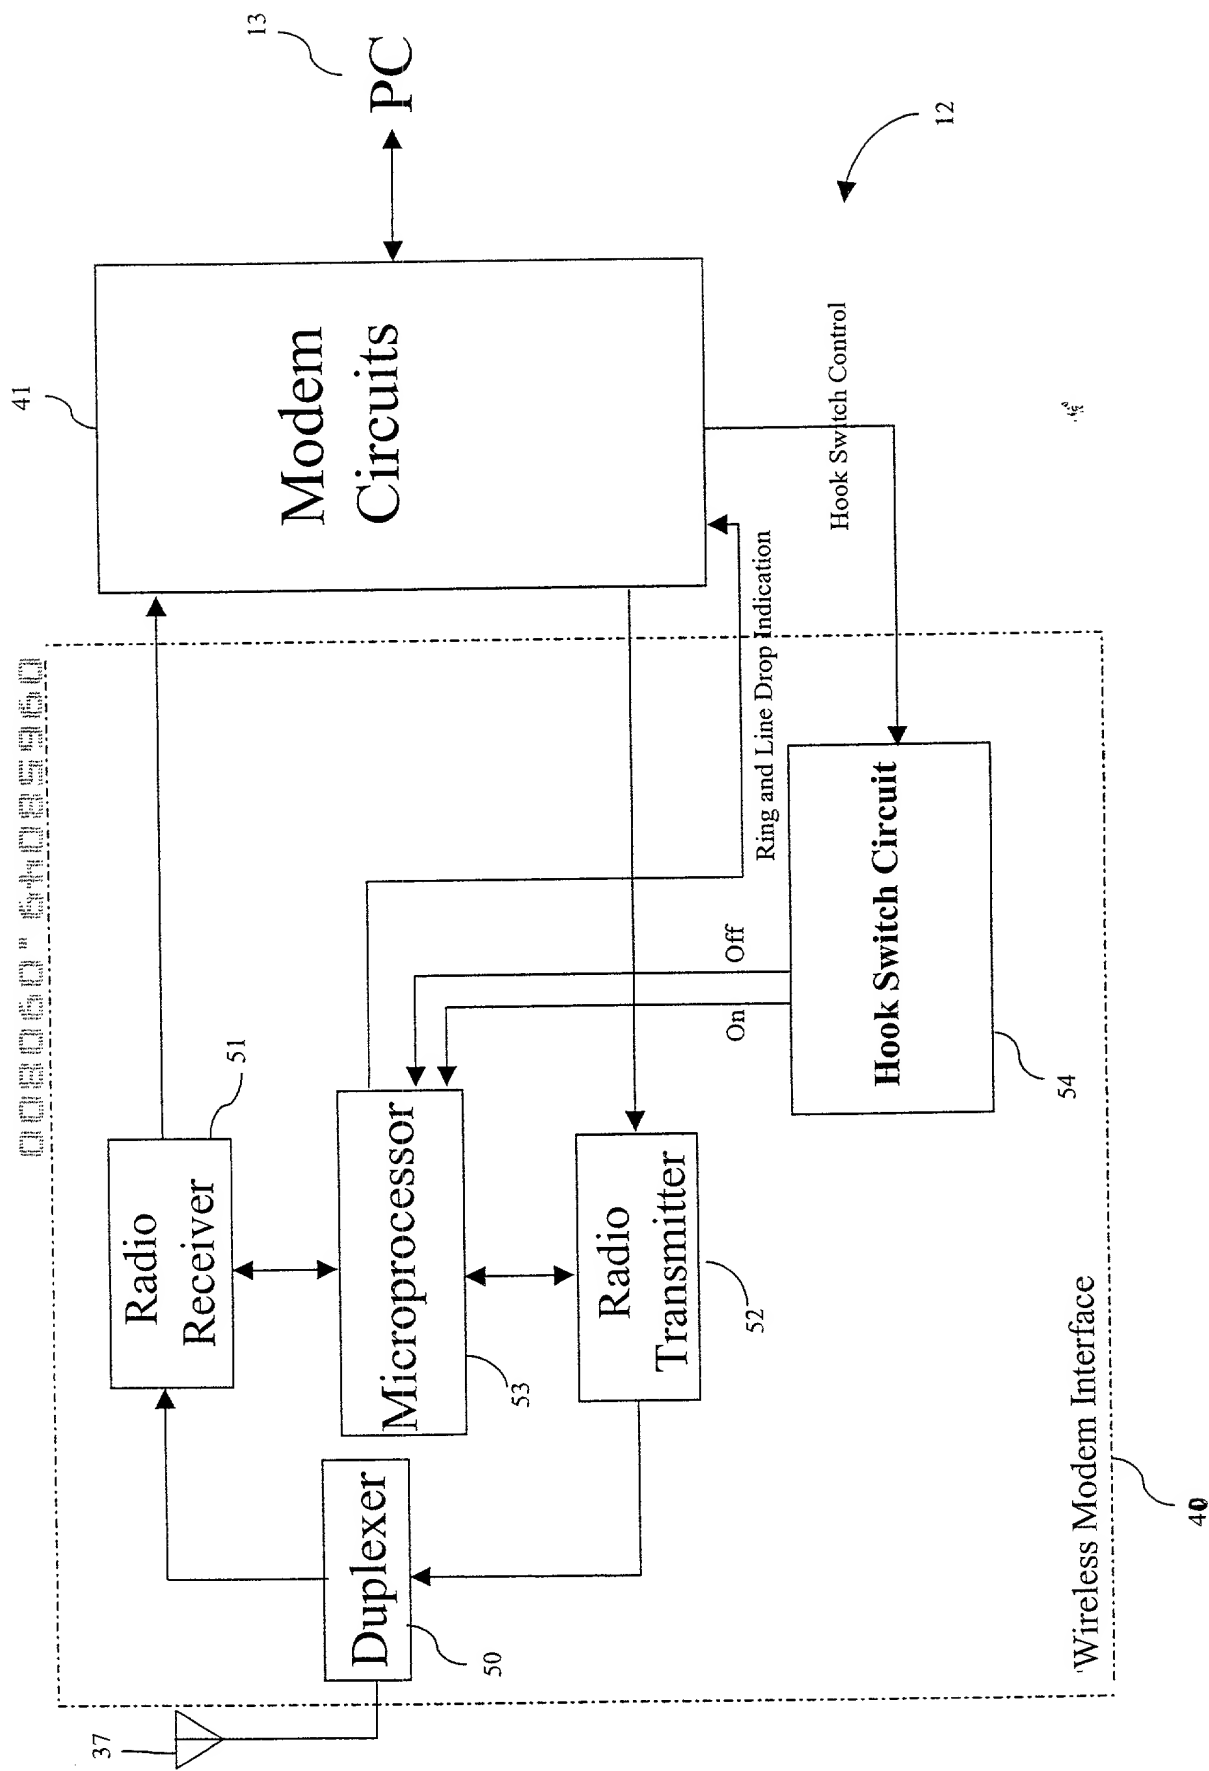 37
Duplexer
50
Radio
Receiver
51
Microprocessor
53
Radio
Transmitter
52
On
Off
Ring and Line Drop Indication
Hook Switch Circuit
54
Wireless Modem Interface
40
41
Modem
Circuits
Hook Switch Control
13
PC
12